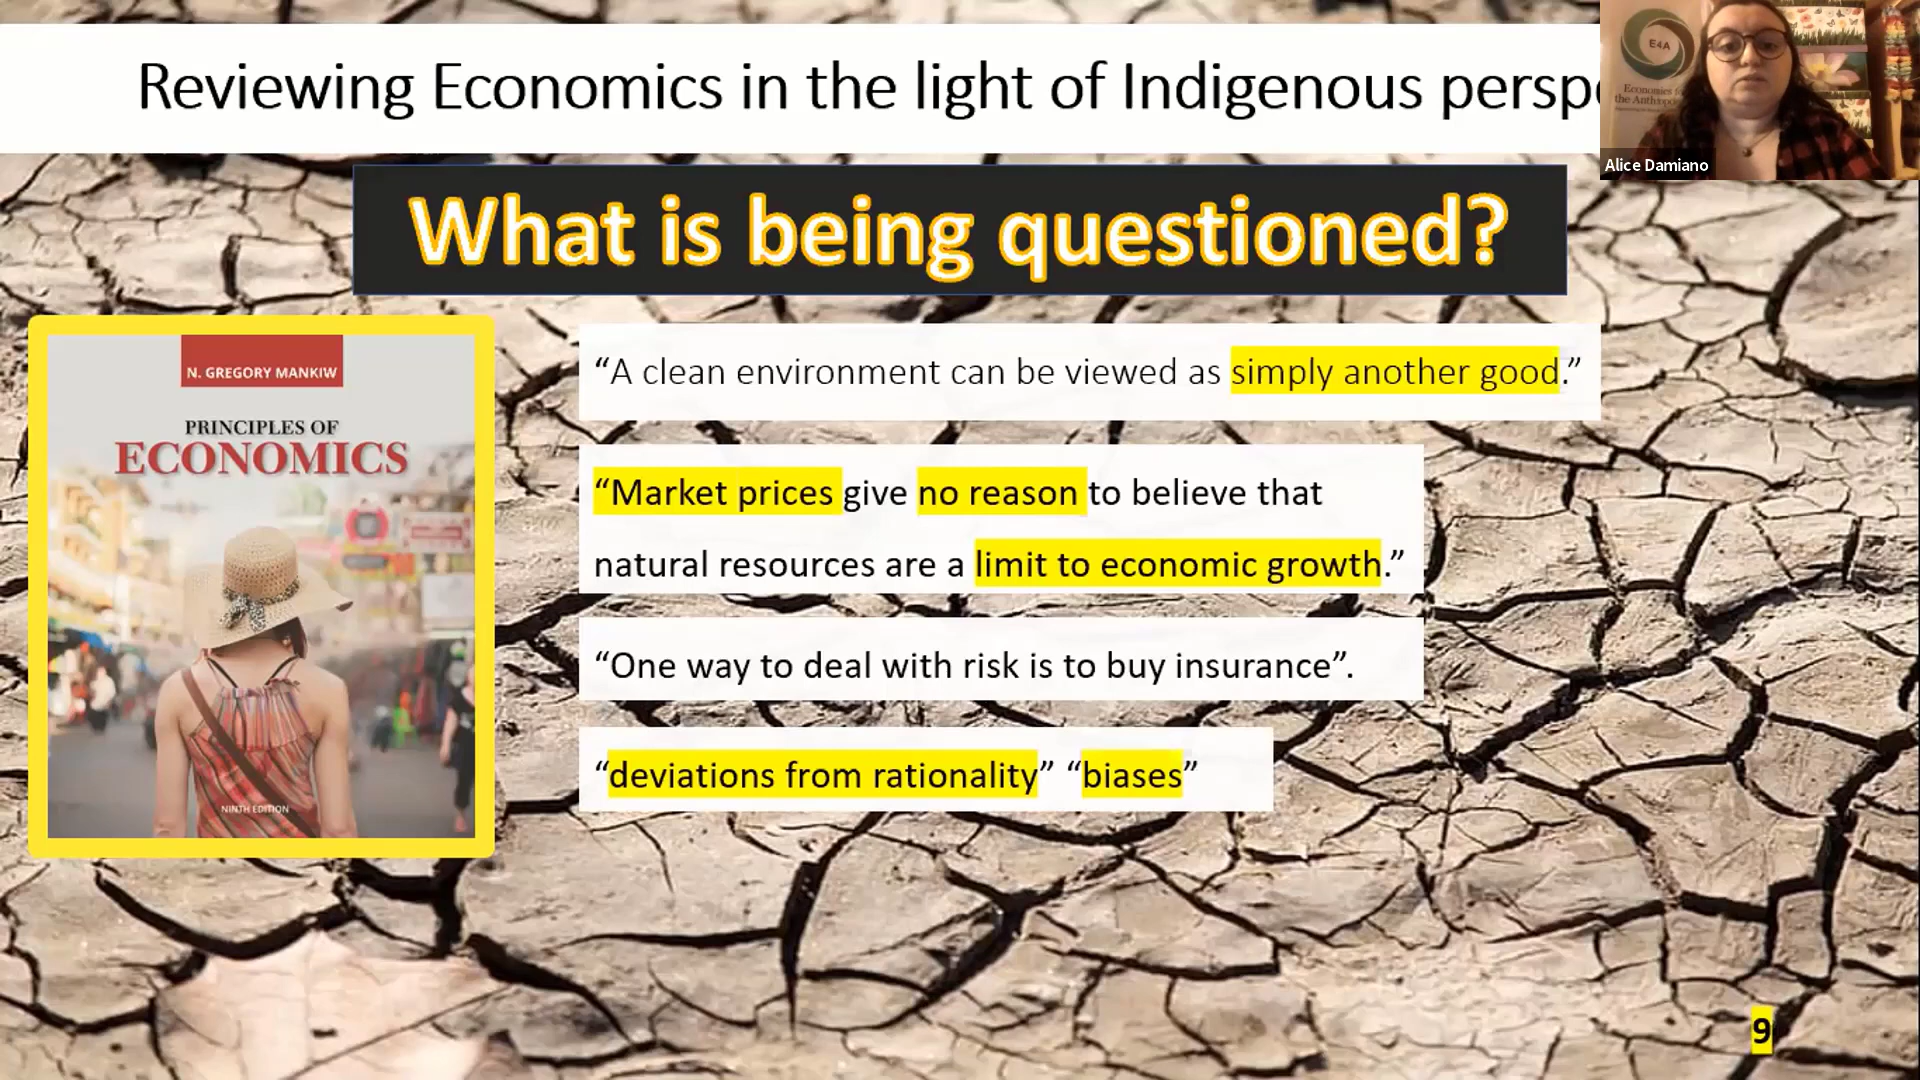 Reviewing Economics in the light of Indigenous
E4A
Economics
the
Alice Damiano
What is being questioned?
N. GREGORY MANKIW
PRINCIPLES OF
ECONOMICS
NINTH EDITION
“A clean environment can be viewed as simply another good.”
“Market prices give no reason to believe that
natural resources are a limit to economic growth.”
“One way to deal with risk is to buy insurance”.
“deviations from rationality” “biases”
9